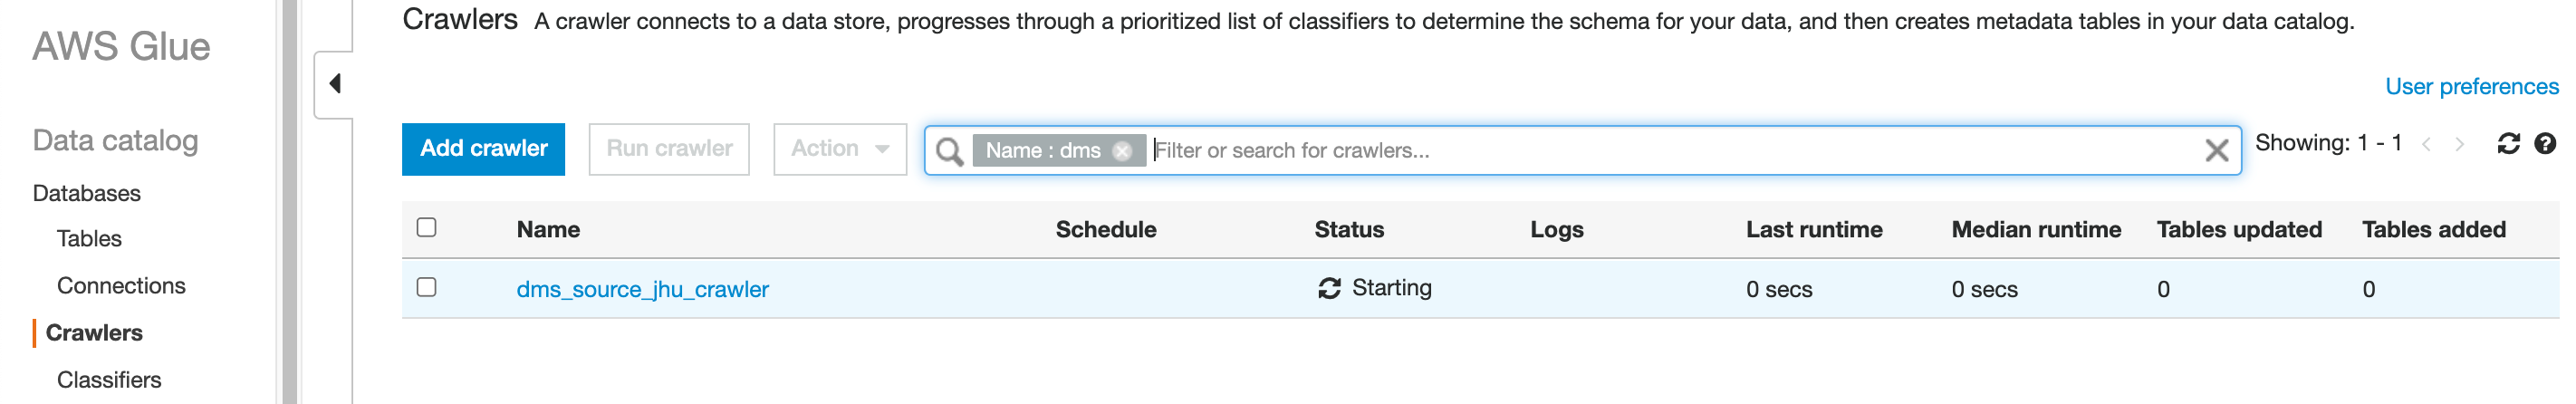 AWS Glue
Data catalog
Databases
Tables
Connections
Crawlers
Classifiers
Crawlers A crawler connects to a data store, progresses through a prioritized list of classifiers to determine the schema for your data, and then creates metadata tables in your data catalog.
User preferences
Add crawler Run crawler Action Name : dms Filter or search for crawlers... Showing: 1 - 1
Name Schedule Status Logs Last runtime Median runtime Tables updated Tables added
dms_source_jhu_crawler Starting 0 secs 0 secs 0 0